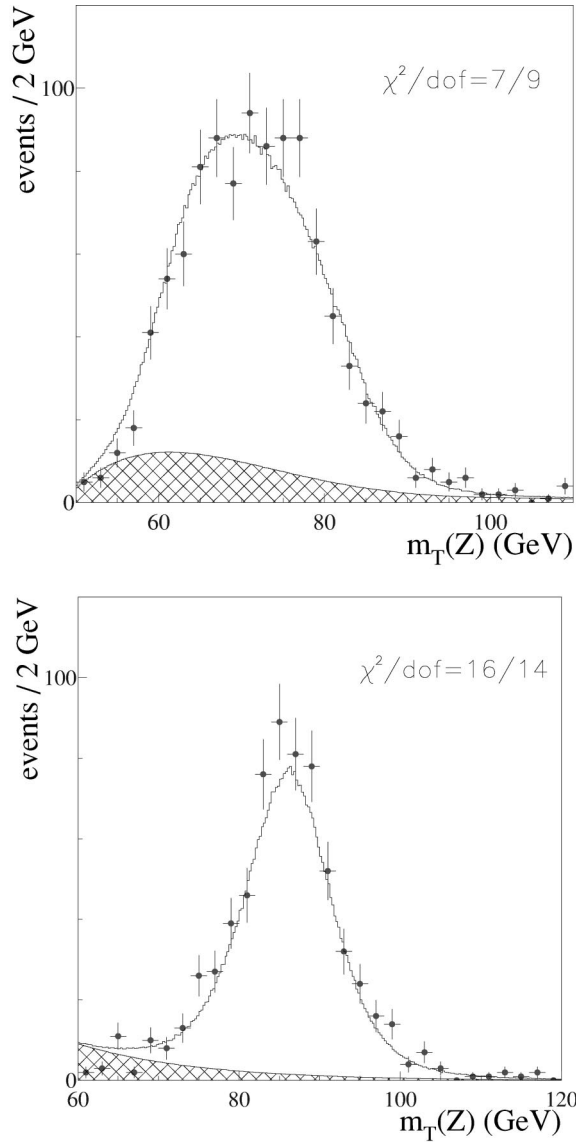 events / 2 GeV
100
χ²/dof=7/9
0
60
80
100
m_T(Z) (GeV)
events / 2 GeV
100
χ²/dof=16/14
0
60
80
100
120
m_T(Z) (GeV)